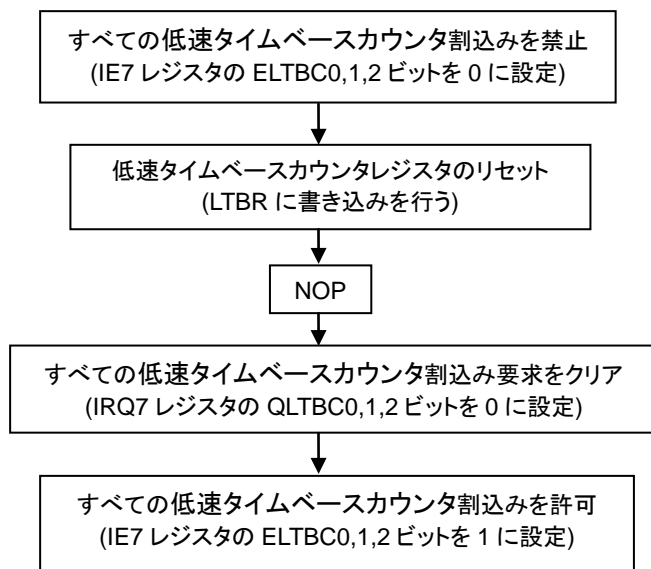 すべての低速タイムベースカウンタ割込みを禁止
(IE7 レジスタの ELTBC0,1,2 ビットを 0 に設定)
低速タイムベースカウンタレジスタのリセット
(LTBR に書き込みを行う)
NOP
すべての低速タイムベースカウンタ割込み要求をクリア
(IRQ7 レジスタの QLTBC0,1,2 ビットを 0 に設定)
すべての低速タイムベースカウンタ割込みを許可
(IE7 レジスタの ELTBC0,1,2 ビットを 1 に設定)